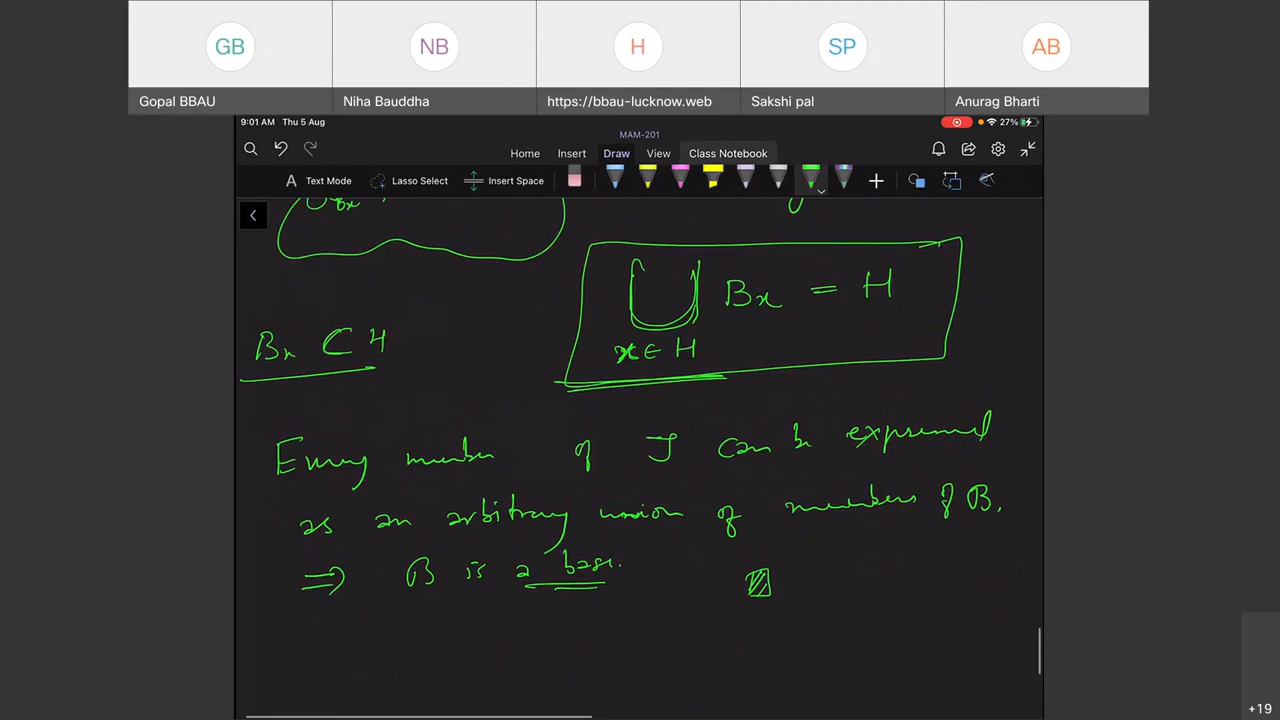 GB NB H SP AB
Gopal BBAU Niha Bauddha https://bbau-lucknow.web Sakshi pal Anurag Bharti
9:01 AM Thu 5 Aug 27%
MAM-201
Home Insert Draw View Class Notebook
Text Mode Lasso Select Insert Space
⋃ Bx = H
x ∈ H
Bx ⊂ H
Every member of J can be expressed
as an arbitrary union of members of B.
⇒ B is a base.
+19